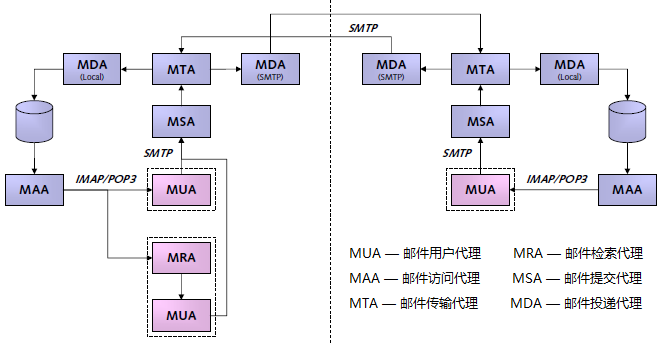 SMTP
MDA
(Local)
MTA
MDA
(SMTP)
MDA
(SMTP)
MTA
MDA
(Local)
MSA
MSA
SMTP
SMTP
IMAP/POP3
IMAP/POP3
MAA
MUA
MUA
MAA
MRA
MUA
MUA — 邮件用户代理 MRA — 邮件检索代理
MAA — 邮件访问代理 MSA — 邮件提交代理
MTA — 邮件传输代理 MDA — 邮件投递代理